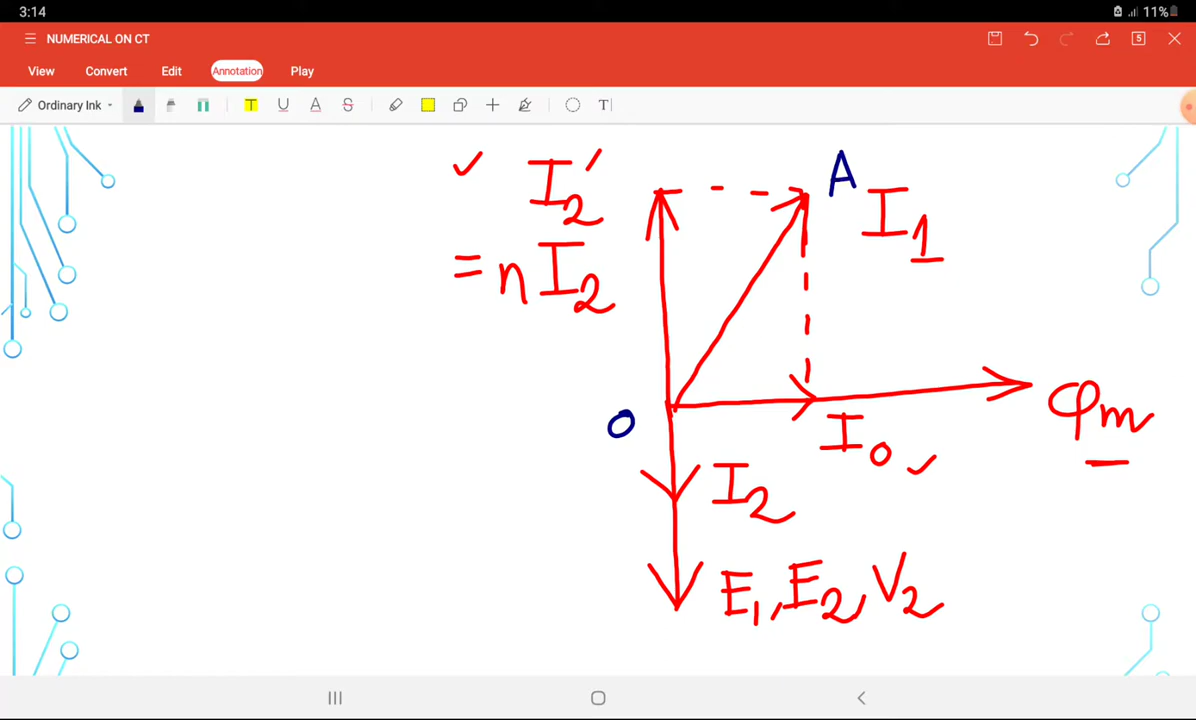 3:14
11%
NUMERICAL ON CT
5
View Convert Edit Annotation Play
Ordinary Ink T U A S T
✓ I₂′
= nI₂
A
I₁
O
I₀ ✓
φm
I₂
E₁, E₂, V₂